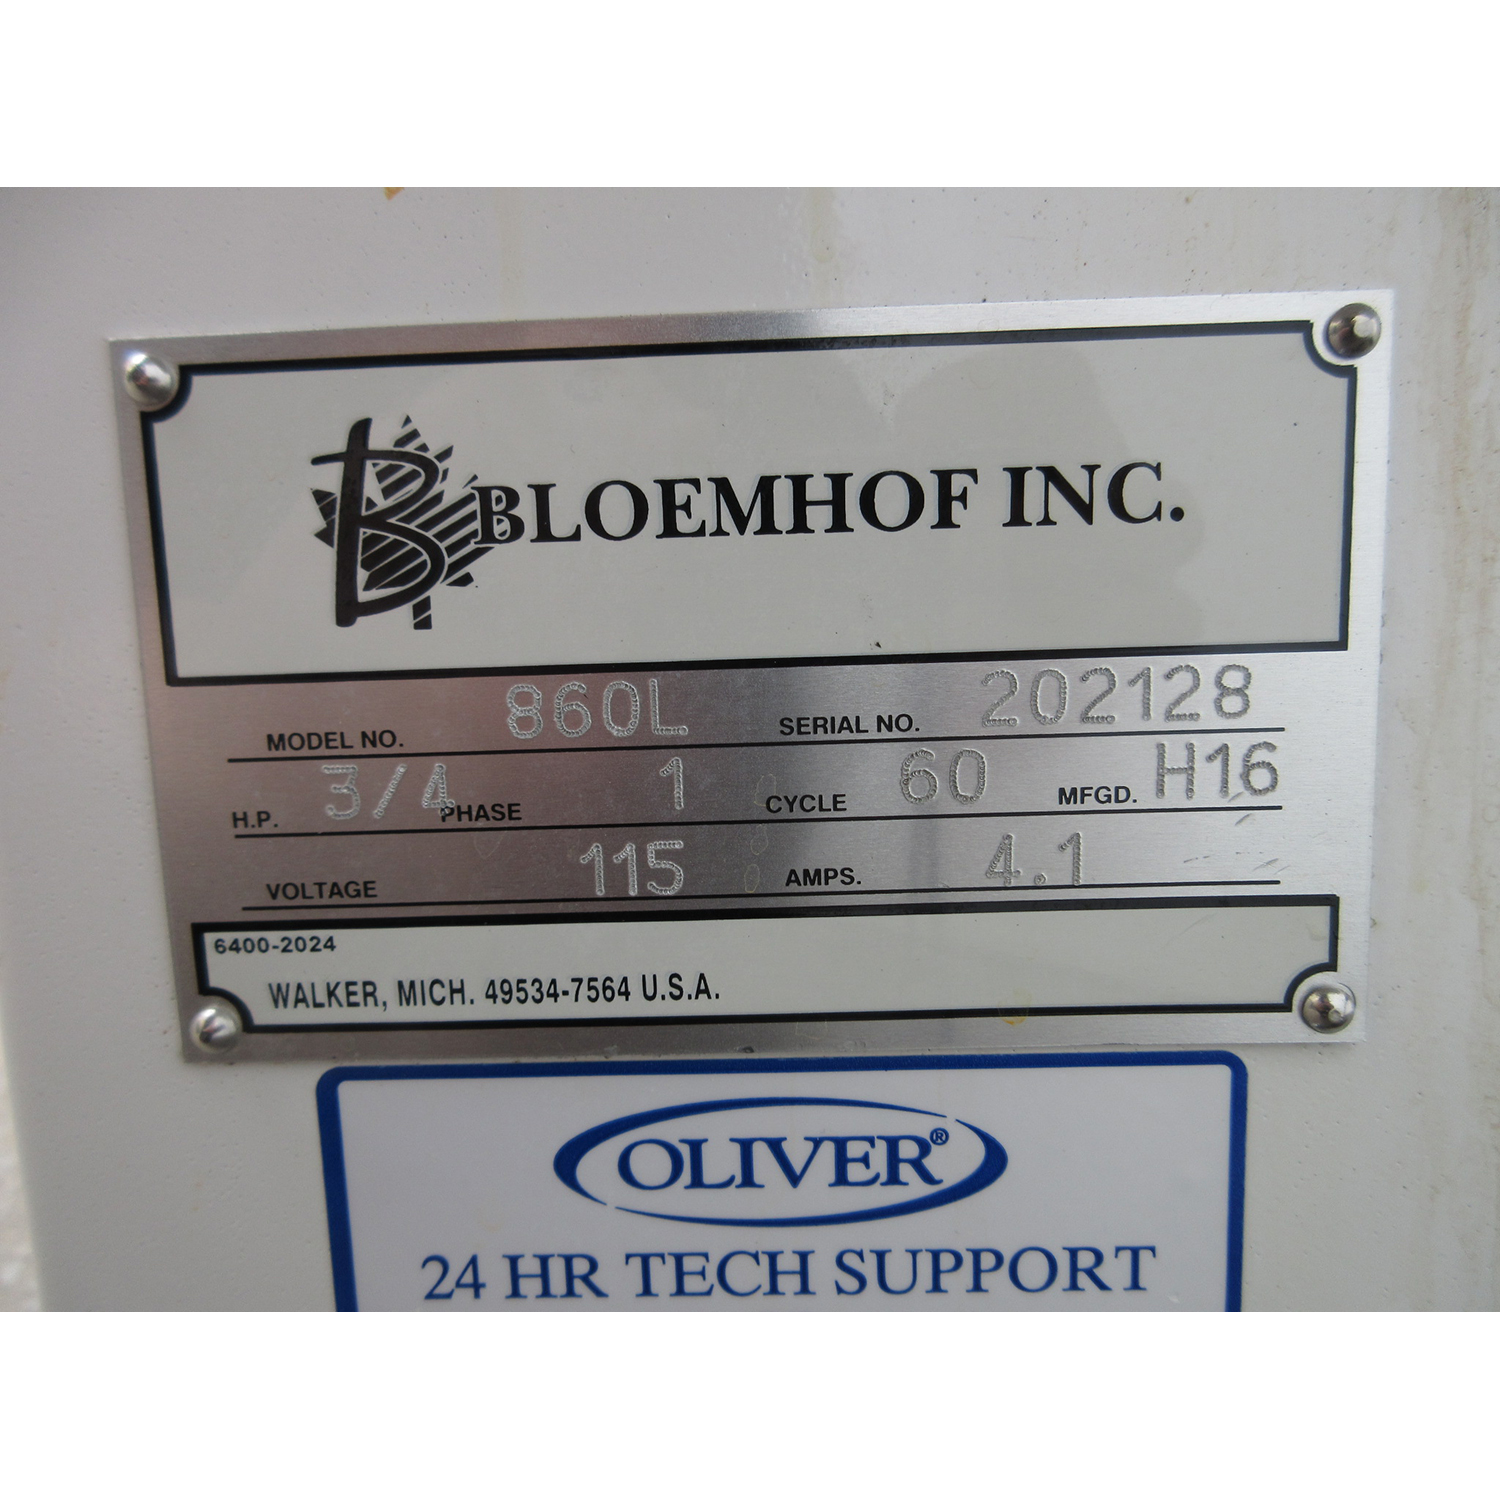 B BLOEMHOF INC.
MODEL NO. 860L SERIAL NO. 202128
H.P. 3/4 PHASE 1 CYCLE 60 MFGD. H16
VOLTAGE 115 AMPS. 4.1
6400-2024
WALKER, MICH. 49534-7564 U.S.A.
OLIVER®
24 HR TECH SUPPORT